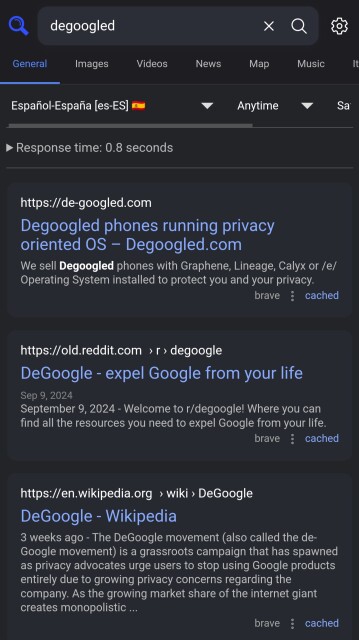 degoogled
General Images Videos News Map Music It
Español-España [es-ES] 🇪🇸 Anytime Sa
Response time: 0.8 seconds
https://de-googled.com
Degoogled phones running privacy
oriented OS – Degoogled.com
We sell Degoogled phones with Graphene, Lineage, Calyx or /e/
Operating System installed to protect you and your privacy.
brave ⋮ cached
https://old.reddit.com › r › degoogle
DeGoogle - expel Google from your life
Sep 9, 2024
September 9, 2024 - Welcome to r/degoogle! Where you can
find all the resources you need to expel Google from your life.
brave ⋮ cached
https://en.wikipedia.org › wiki › DeGoogle
DeGoogle - Wikipedia
3 weeks ago - The DeGoogle movement (also called the de-
Google movement) is a grassroots campaign that has spawned
as privacy advocates urge users to stop using Google products
entirely due to growing privacy concerns regarding the
company. As the growing market share of the internet giant
creates monopolistic ...
brave ⋮ cached